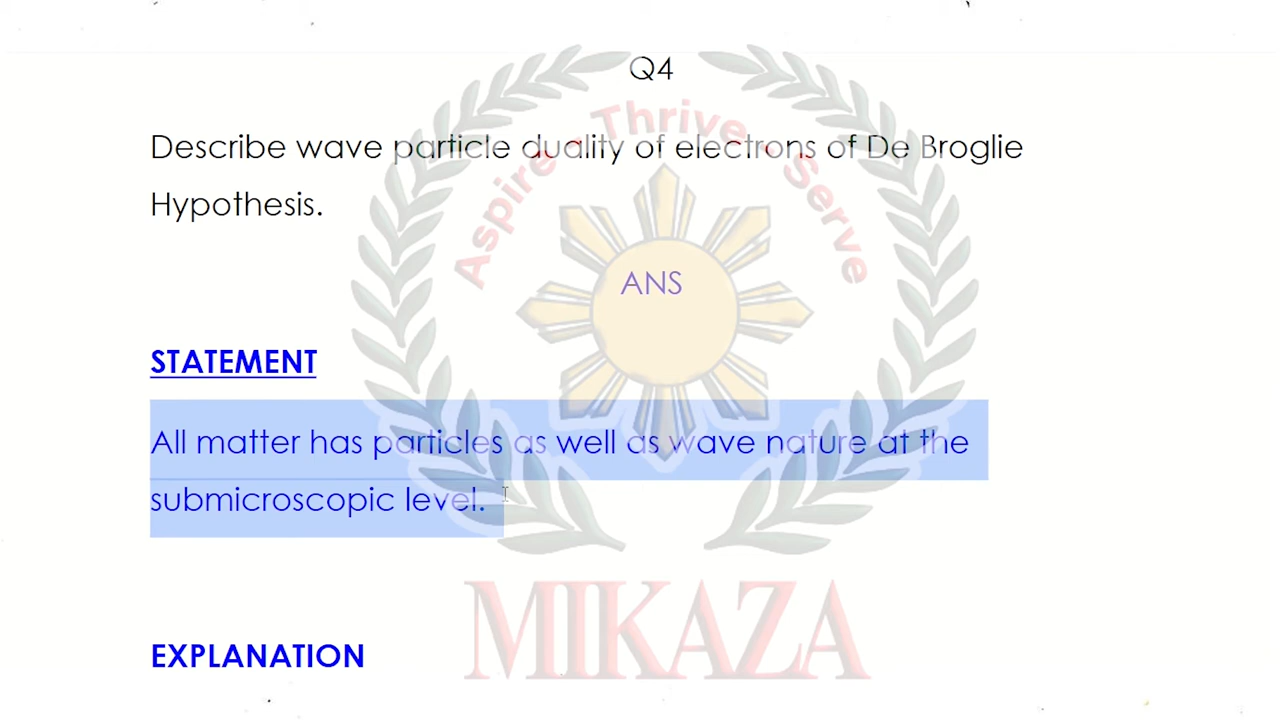 Q4
Describe wave particle duality of electrons of De Broglie
Hypothesis.
Aspire . Thrive . Serve
ANS
STATEMENT
All matter has particles as well as wave nature at the
submicroscopic level.
MIKAZA
EXPLANATION